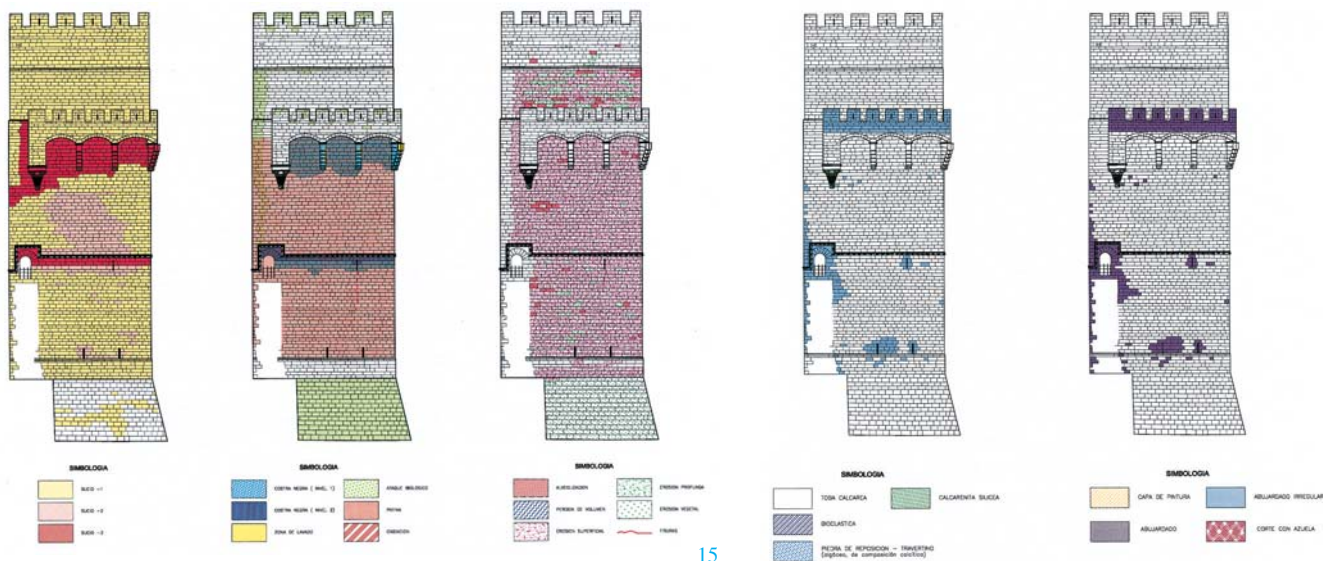 SIMBOLOGIA
SUCIO -1
SUCIO -2
SUCIO -3
SIMBOLOGIA
COSTRA NEGRA ( NIVEL 1)
COSTRA NEGRA ( NIVEL 2)
ZONA DE LAVADO
ATAQUE BIOLOGICO
PATINA
OXIDACION
SIMBOLOGIA
ALVEOLIZACION
PERDIDA DE VOLUMEN
EROSION SUPERFICIAL
EROSION PROFUNDA
EROSION VEGETAL
FISURAS
SIMBOLOGIA
TOSA CALCAREA
BIOCLASTICA
PIEDRA DE REPOSICION - TRAVERTINO
CALCARENITA SILICEA
SIMBOLOGIA
CAPA DE PINTURA
ABUJARDADO
ABUJARDADO IRREGULAR
CORTE CON AZUELA
15